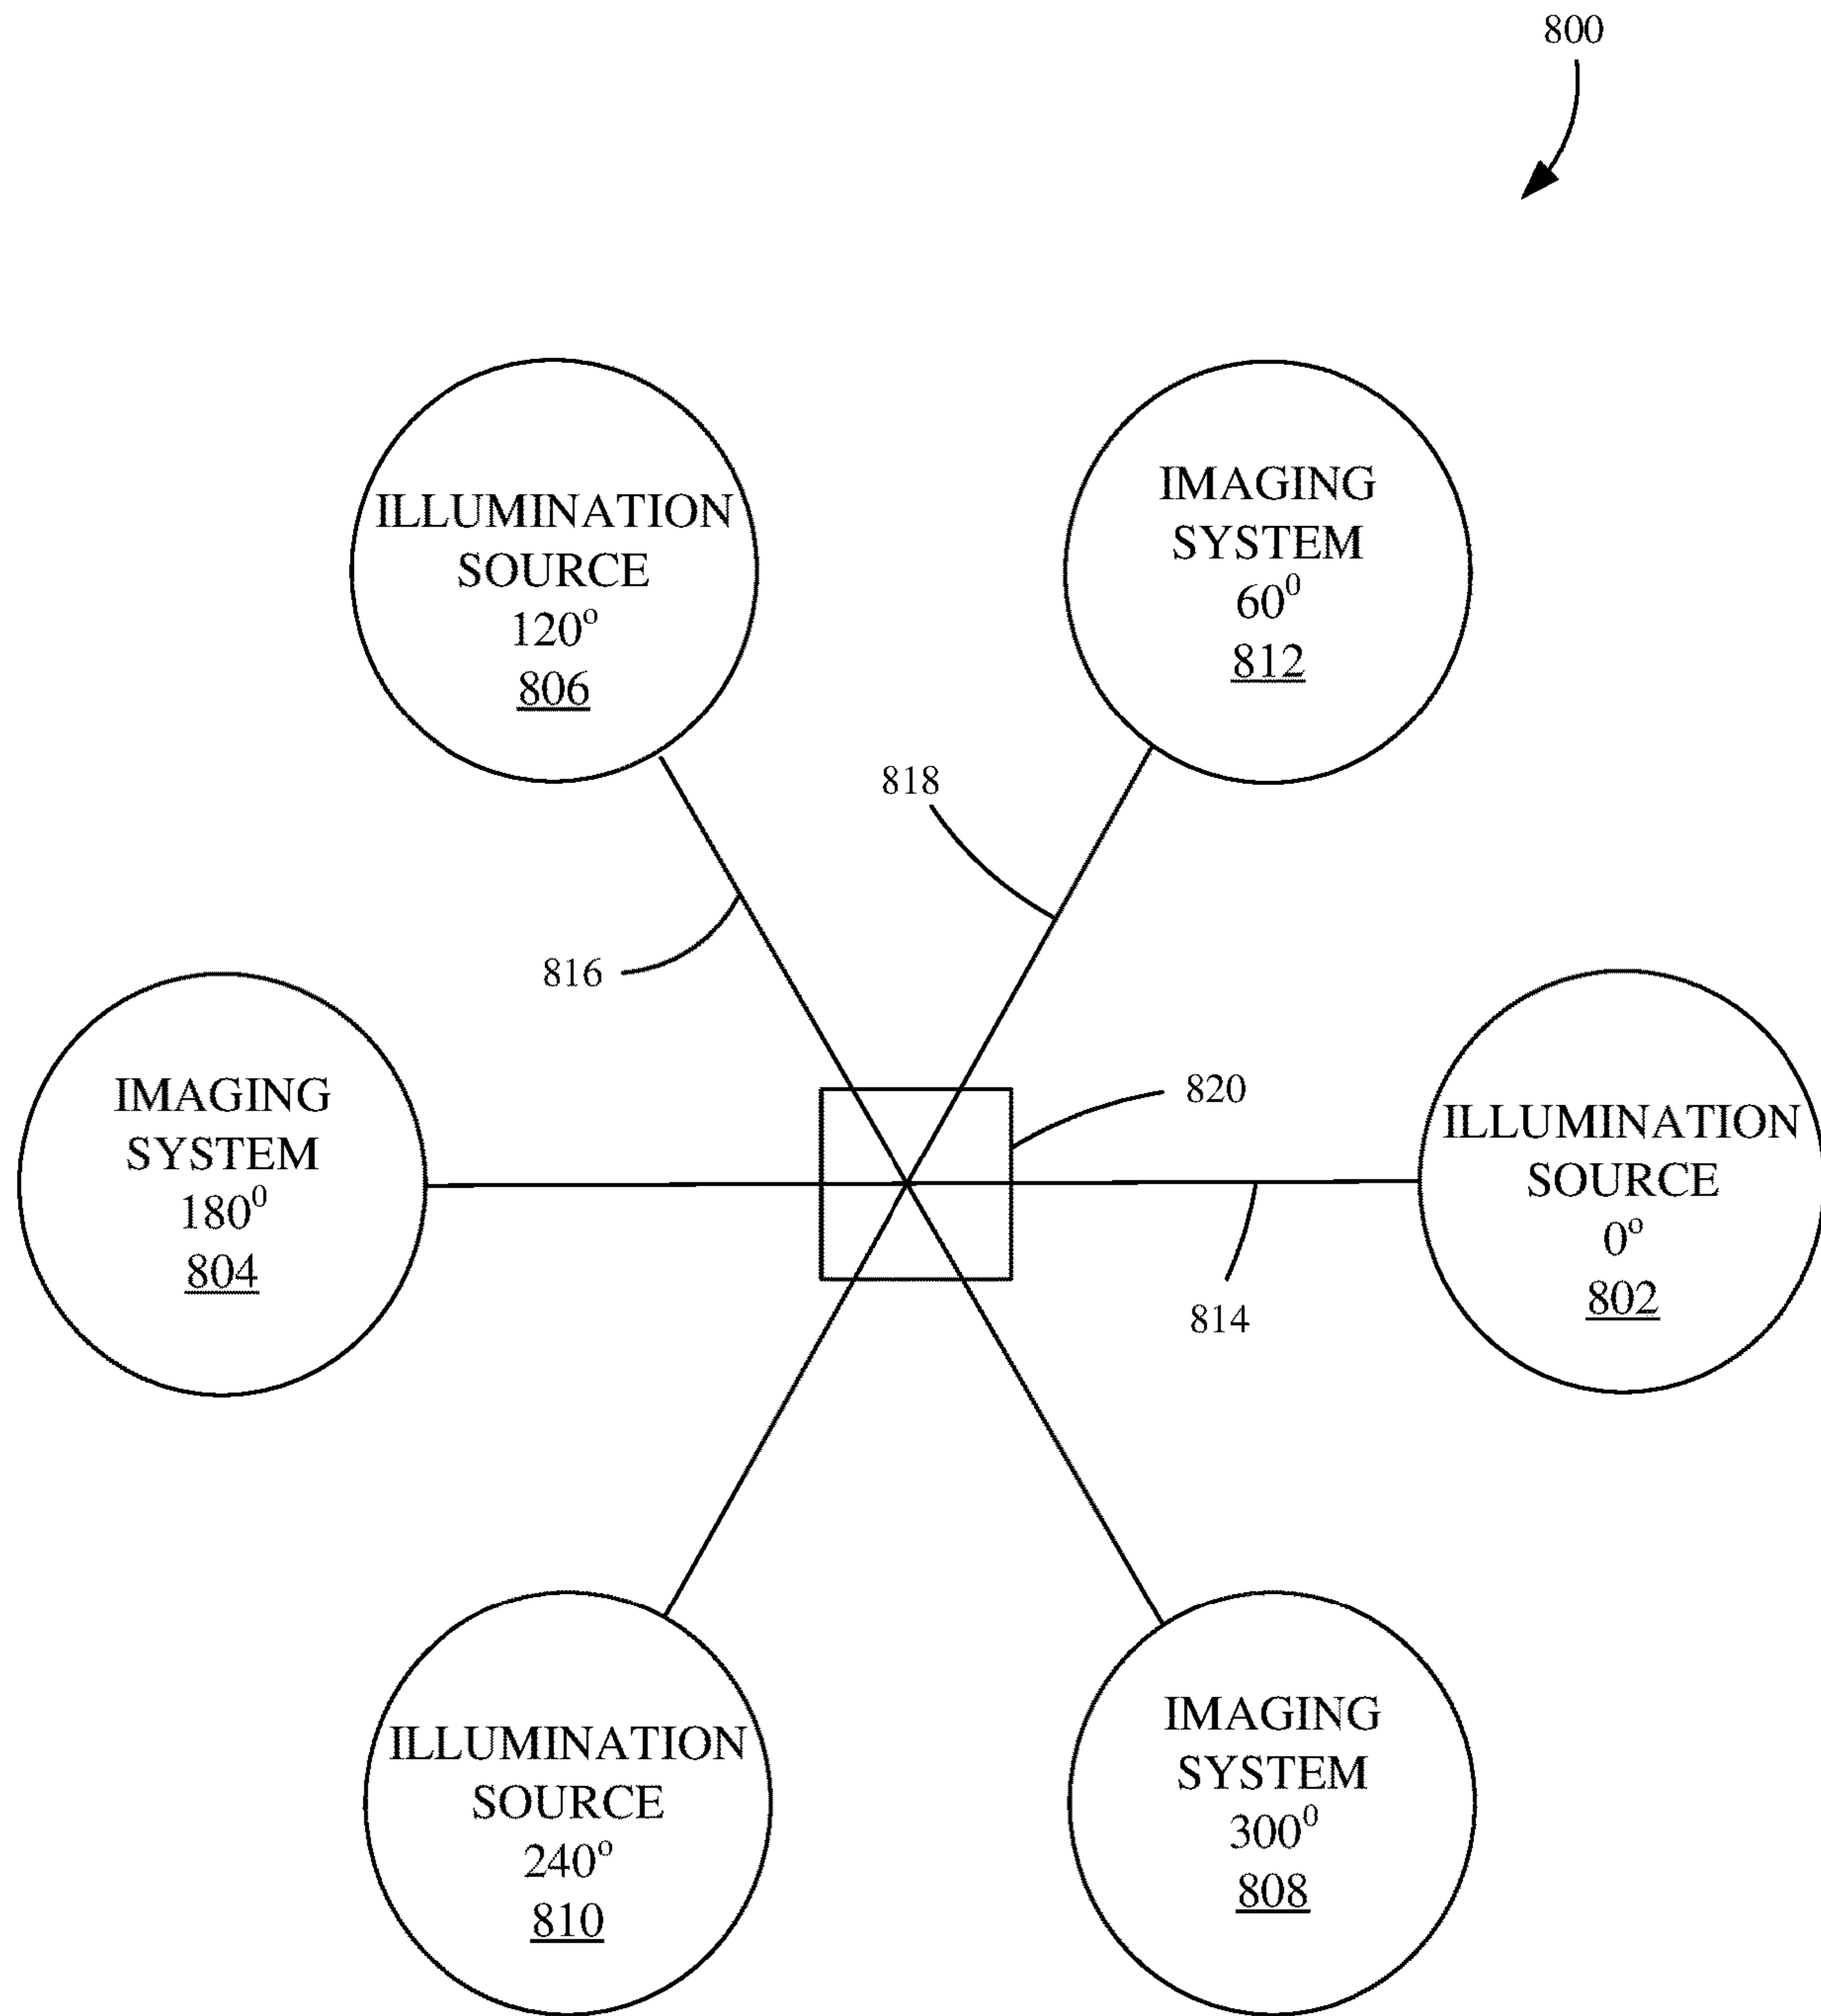 800
ILLUMINATION
SOURCE
120°
806
IMAGING
SYSTEM
60⁰
812
818
816
IMAGING
SYSTEM
180⁰
804
820
ILLUMINATION
SOURCE
0°
802
814
ILLUMINATION
SOURCE
240°
810
IMAGING
SYSTEM
300⁰
808